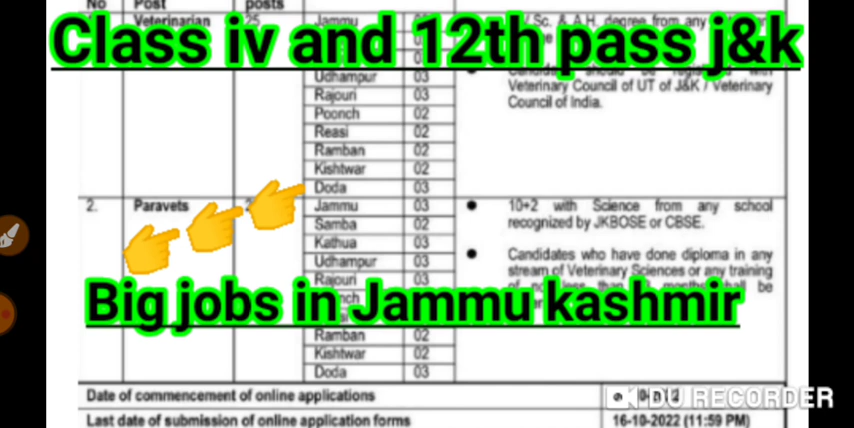 No Post posts
Veterinarian 25 Jammu
Sc. & A.H. degree from any
Class iv and 12th pass j&k
Udhampur 03
Veterinary Council of UT of J&K / Veterinary
Rajouri 03
Council of India.
Poonch 02
Reasi 02
Ramban 02
Kishtwar 02
Doda 03
2. Paravets Jammu 03
● 10+2 with Science from any school
Samba 02
recognized by JKBOSE or CBSE.
Kathua 03
● Candidates who have done diploma in any
Udhampur 03
stream of Veterinary Sciences or any training
Rajouri 03
Big jobs in Jammu kashmir
Ramban 02
Kishtwar 02
Doda 03
Date of commencement of online applications
DU RECORDER
Last date of submission of online application forms 16-10-2022 (11:59 PM)